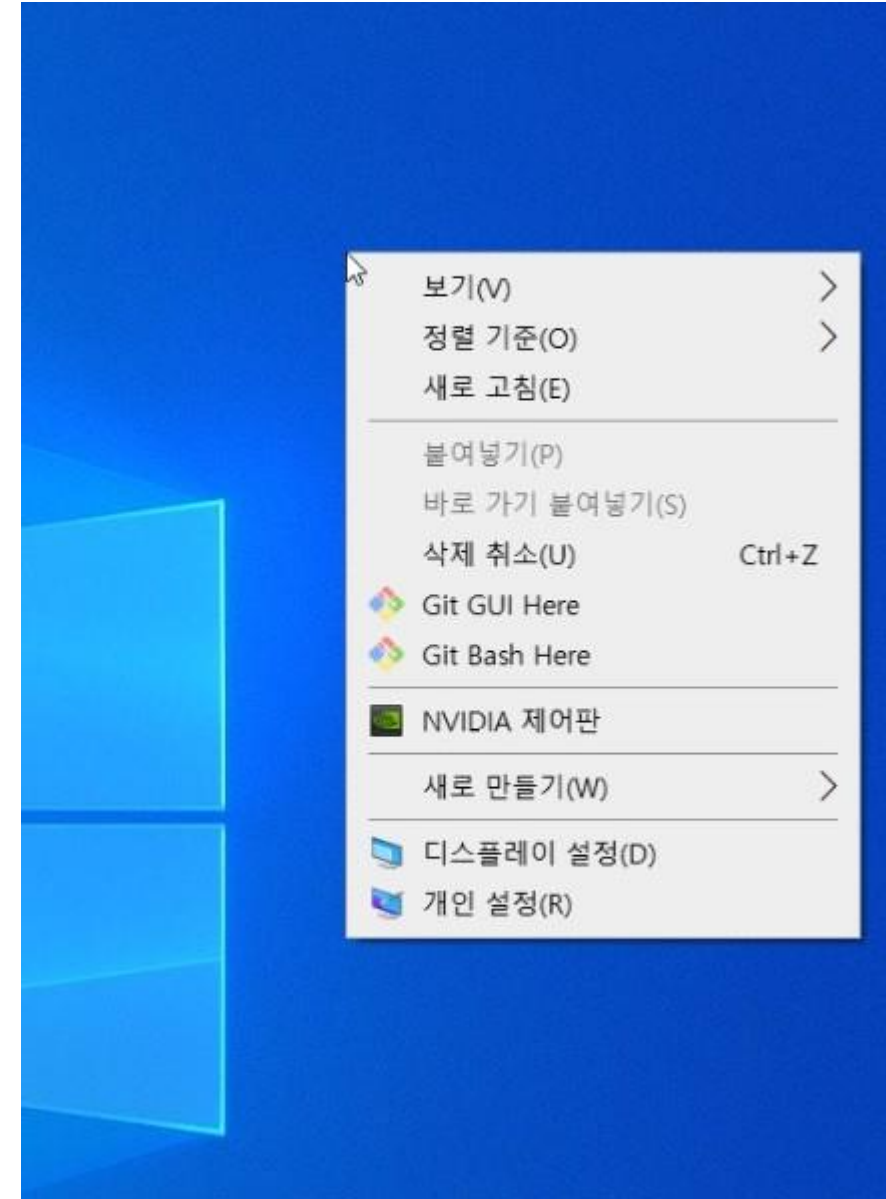 보기(V)
정렬 기준(O)
새로 고침(E)
붙여넣기(P)
바로 가기 붙여넣기(S)
삭제 취소(U) Ctrl+Z
Git GUI Here
Git Bash Here
NVIDIA 제어판
새로 만들기(W)
디스플레이 설정(D)
개인 설정(R)